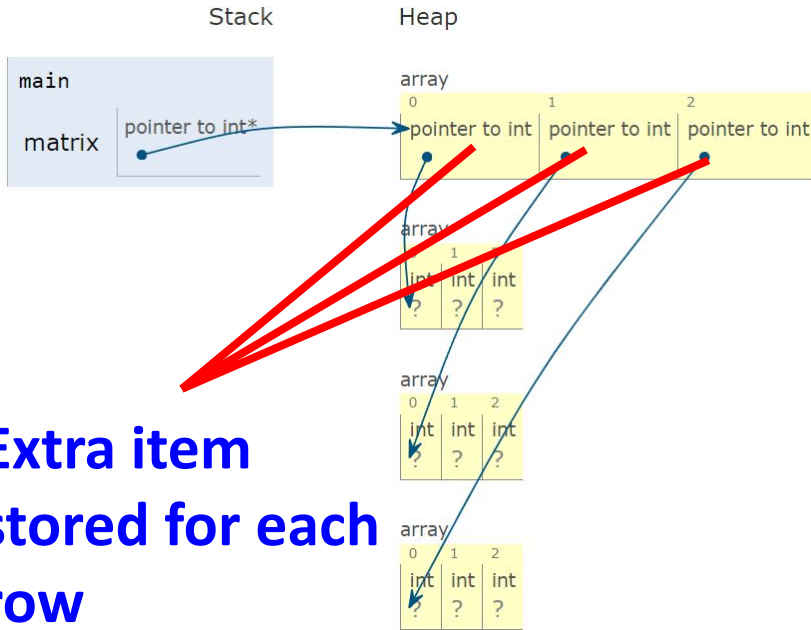 Stack
Heap
main
matrix
pointer to int*
array
0 1 2
pointer to int pointer to int pointer to int
array
0 1 2
int int int
? ? ?
array
0 1 2
int int int
? ? ?
array
0 1 2
int int int
? ? ?
Extra item
stored for each
row